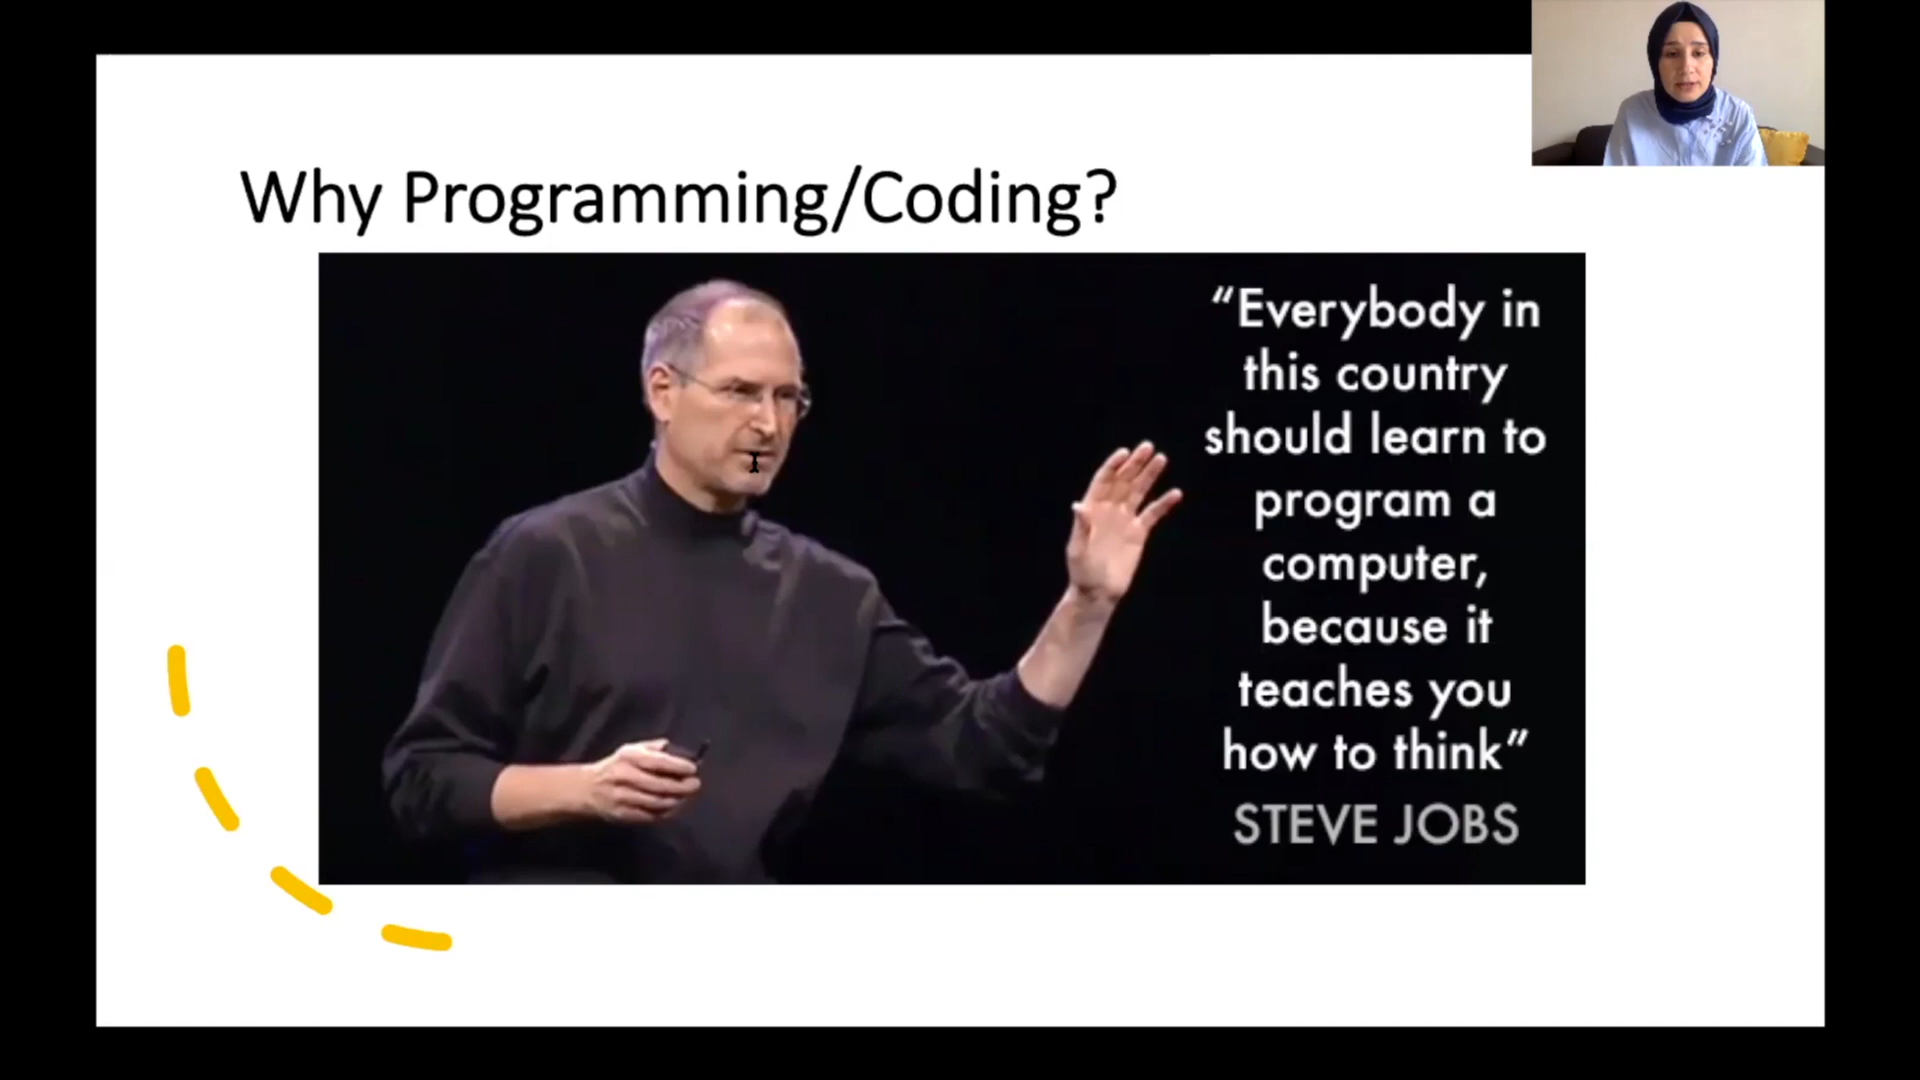 Why Programming/Coding?
“Everybody in
this country
should learn to
program a
computer,
because it
teaches you
how to think”
STEVE JOBS